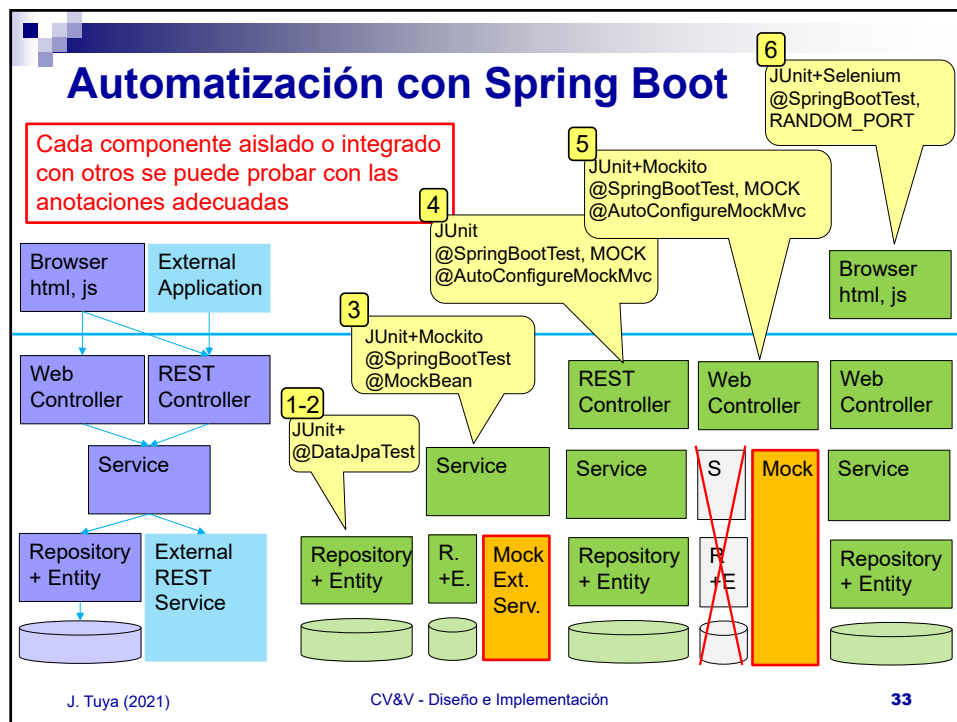 Automatización con Spring Boot
Cada componente aislado o integrado
con otros se puede probar con las
anotaciones adecuadas
6
JUnit+Selenium
@SpringBootTest,
RANDOM_PORT
5
JUnit+Mockito
@SpringBootTest, MOCK
@AutoConfigureMockMvc
4
JUnit
@SpringBootTest, MOCK
@AutoConfigureMockMvc
3
JUnit+Mockito
@SpringBootTest
@MockBean
1-2
JUnit+
@DataJpaTest
Browser
html, js
External
Application
Web
Controller
REST
Controller
Service
Repository
+ Entity
External
REST
Service
Repository
+ Entity
Service
R.
+E.
Mock
Ext.
Serv.
REST
Controller
Service
Repository
+ Entity
Web
Controller
S
R
+E
Mock
Browser
html, js
Web
Controller
Service
Repository
+ Entity
J. Tuya (2021)
CV&V - Diseño e Implementación
33